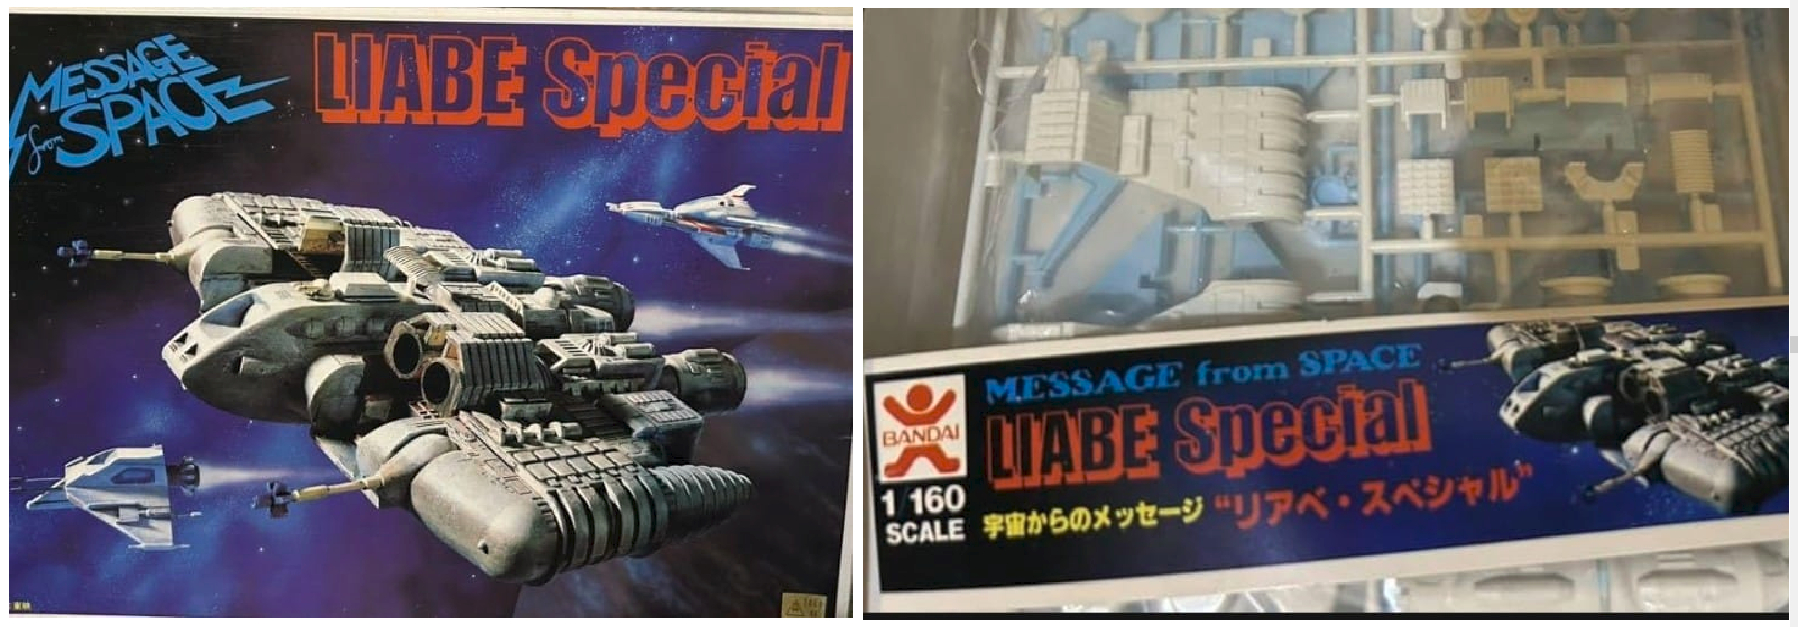 MESSAGE
from SPACE
LIABE Special
BANDAI
1/160
SCALE
MESSAGE from SPACE
LIABE Special
宇宙からのメッセージ “リアベ・スペシャル”